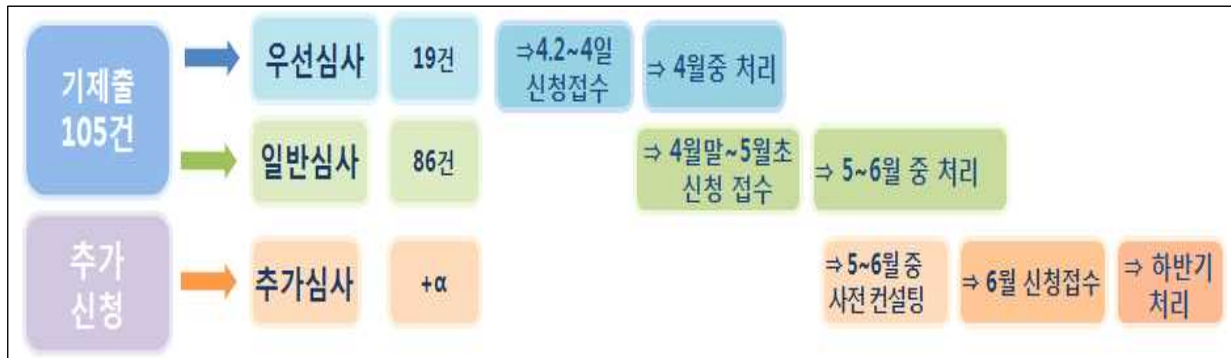 기제출
105건
우선심사
19건
⇒4.2~4일
신청접수
⇒ 4월중 처리
일반심사
86건
⇒ 4월말~5월초
신청 접수
⇒ 5~6월 중 처리
추가
신청
추가심사
+α
⇒ 5~6월 중
사전 컨설팅
⇒ 6월 신청접수
⇒ 하반기
처리